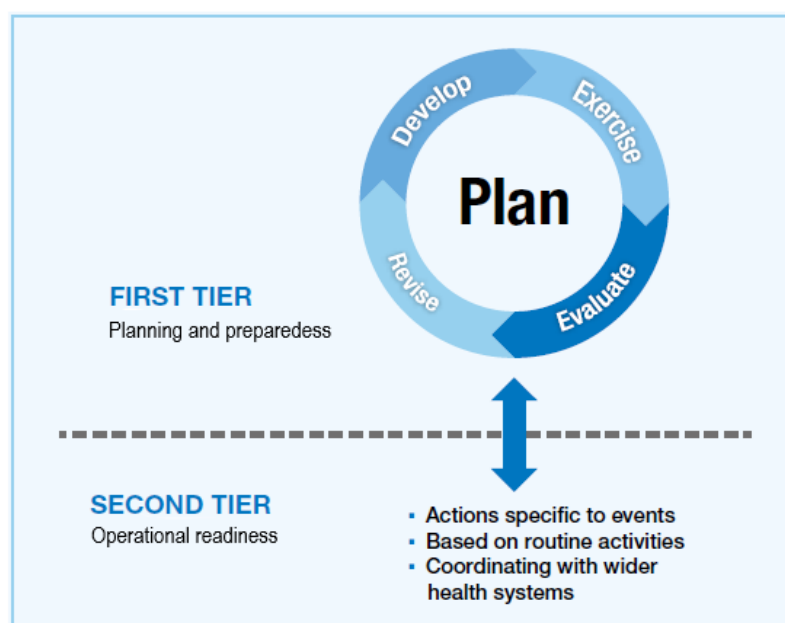 Develop
Exercise
Plan
Revise
Evaluate
FIRST TIER
Planning and preparedess
SECOND TIER
Operational readiness
▪ Actions specific to events
▪ Based on routine activities
▪ Coordinating with wider
health systems